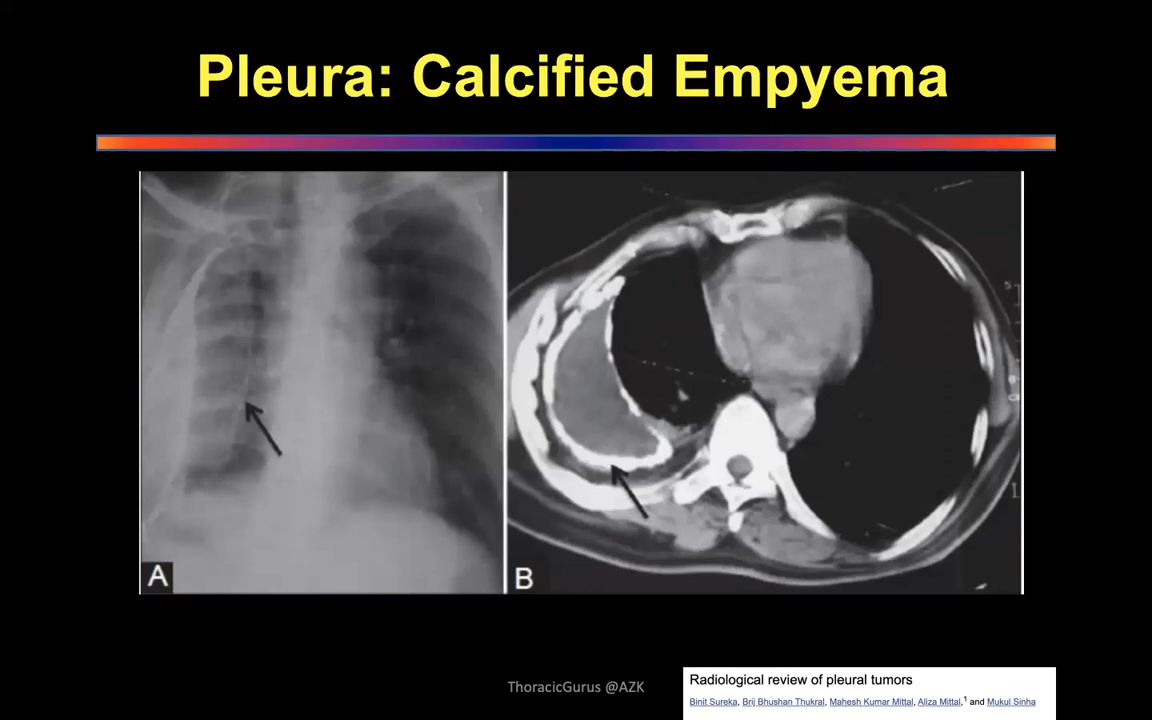 Pleura: Calcified Empyema
A
B
ThoracicGurus @AZK
Radiological review of pleural tumors
Binit Sureka, Brij Bhushan Thukral, Mahesh Kumar Mittal, Aliza Mittal,¹ and Mukul Sinha